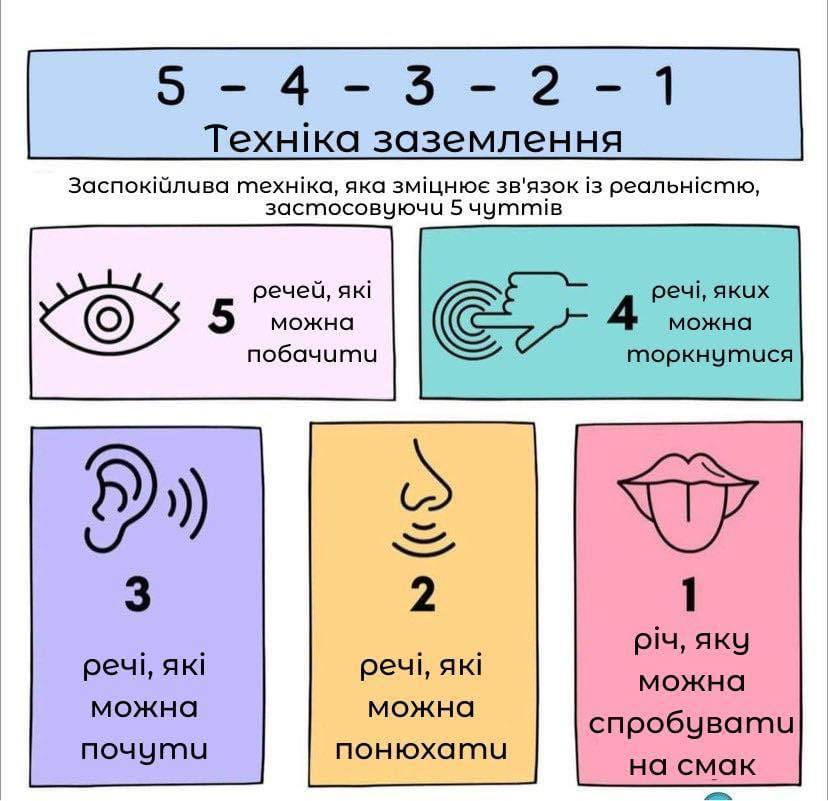 5 - 4 - 3 - 2 - 1
Техніка заземлення
Заспокійлива техніка, яка зміцнює зв'язок із реальністю,
застосовуючи 5 чуттів
5
речей, які
можна
побачити
4
речі, яких
можна
торкнутися
3
речі, які
можна
почути
2
речі, які
можна
понюхати
1
річ, яку
можна
спробувати
на смак